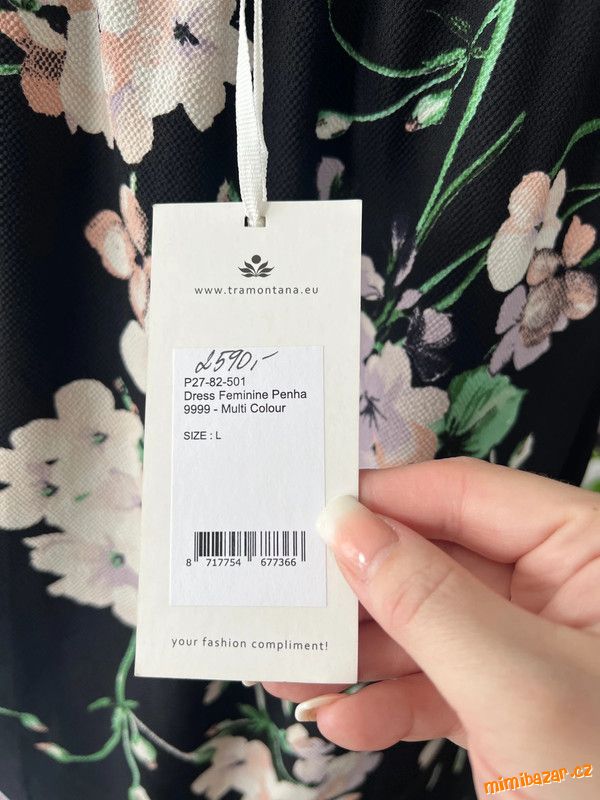 www.tramontana.eu
2590,-
P27-82-501
Dress Feminine Penha
9999 - Multi Colour
SIZE : L
8 717754 677366
your fashion compliment!
mimibazar.cz